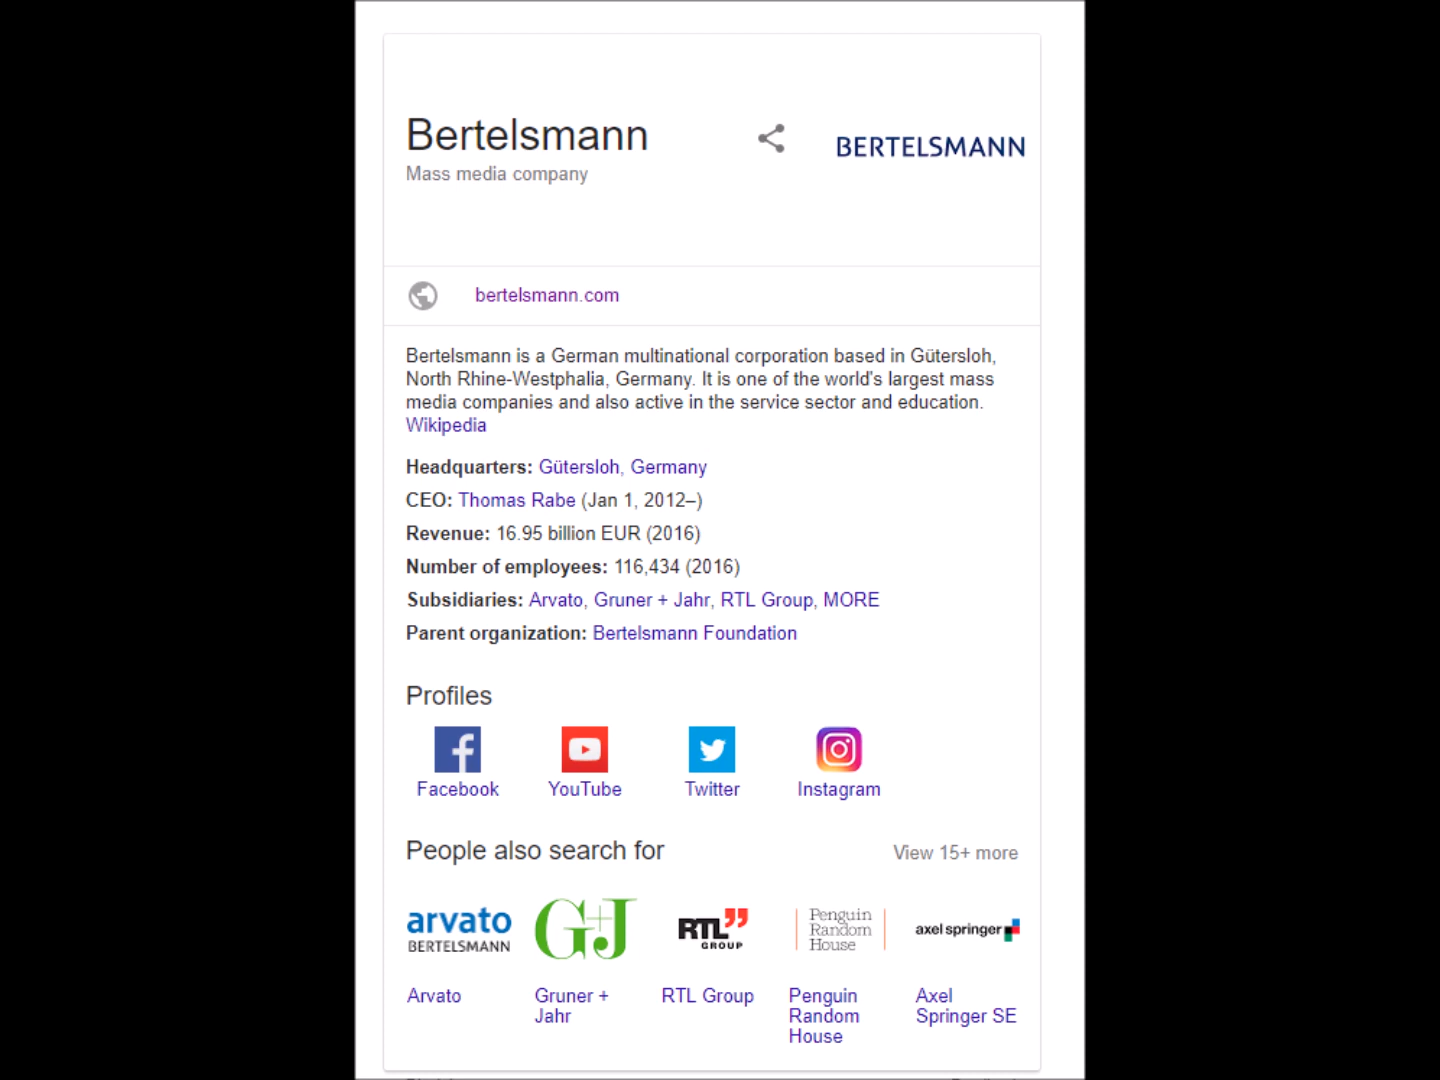 Bertelsmann
Mass media company
BERTELSMANN
bertelsmann.com
Bertelsmann is a German multinational corporation based in Gütersloh,
North Rhine-Westphalia, Germany. It is one of the world's largest mass
media companies and also active in the service sector and education.
Wikipedia
Headquarters: Gütersloh, Germany
CEO: Thomas Rabe (Jan 1, 2012–)
Revenue: 16.95 billion EUR (2016)
Number of employees: 116,434 (2016)
Subsidiaries: Arvato, Gruner + Jahr, RTL Group, MORE
Parent organization: Bertelsmann Foundation
Profiles
Facebook YouTube Twitter Instagram
People also search for View 15+ more
arvato
BERTELSMANN
G+J
RTL
GROUP
Penguin
Random
House
axel springer
Arvato
Gruner +
Jahr
RTL Group
Penguin
Random
House
Axel
Springer SE